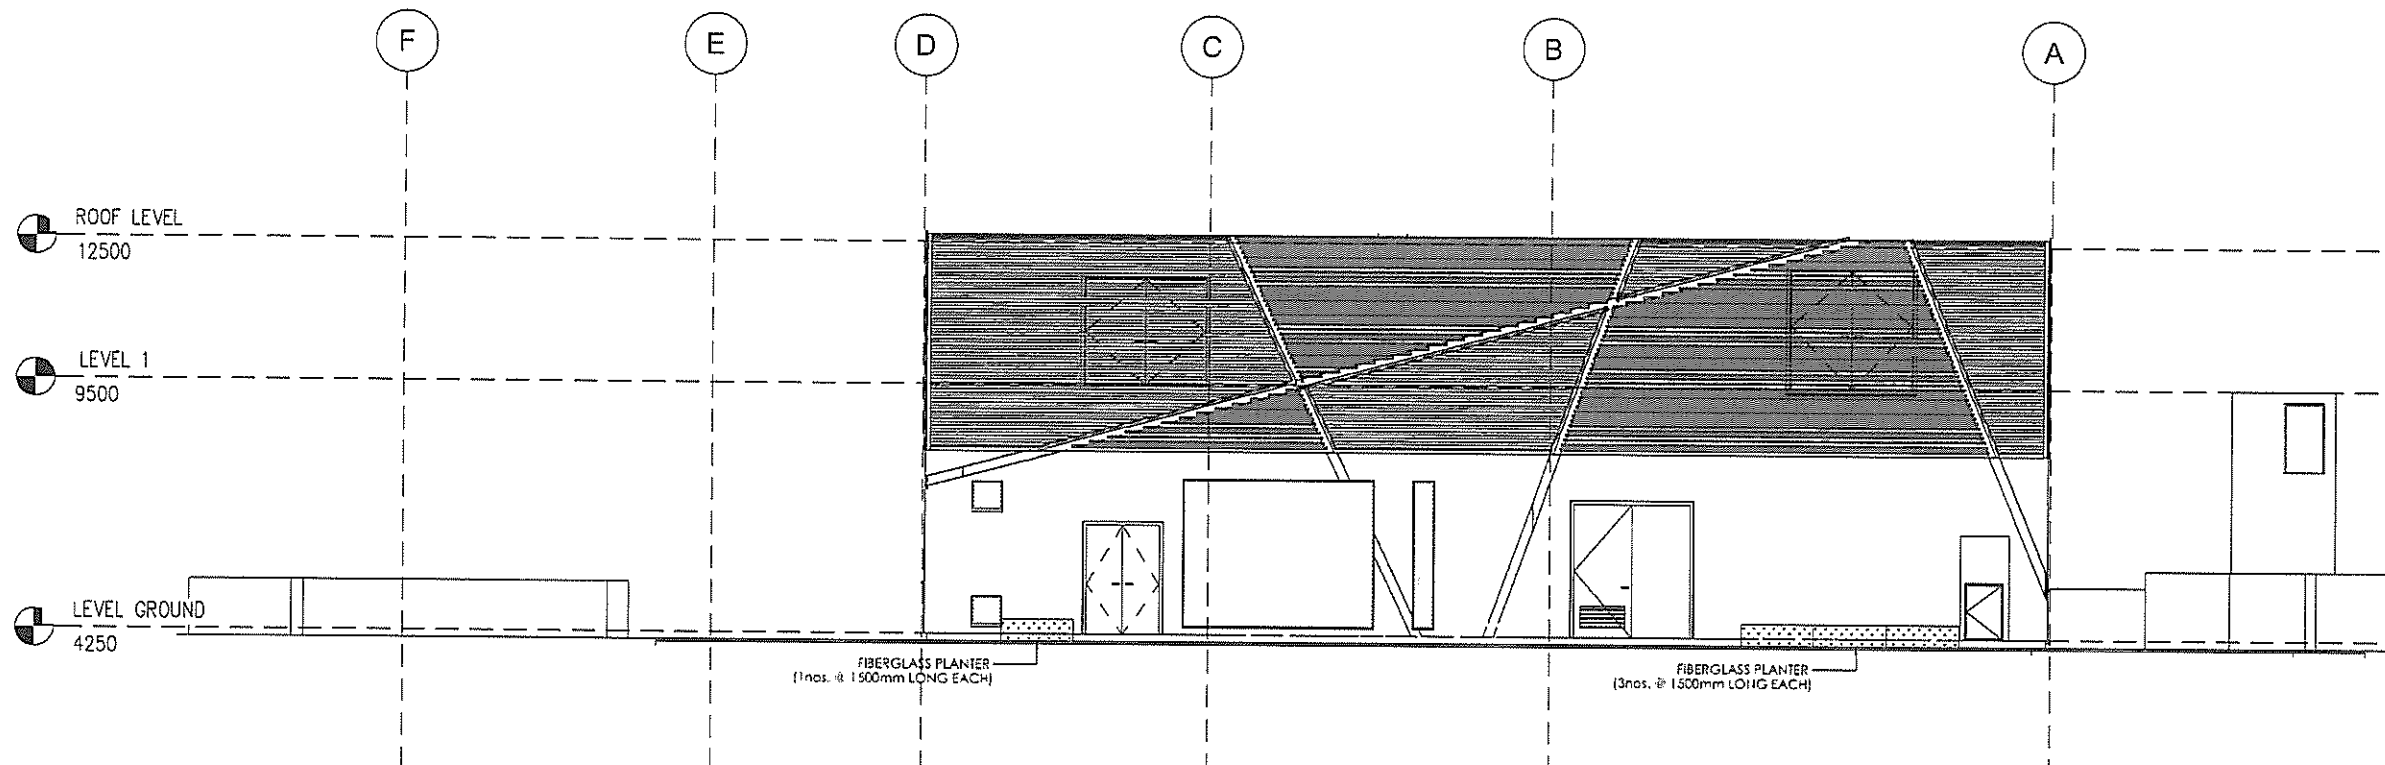 F
E
D
C
B
A
ROOF LEVEL
12500
LEVEL 1
9500
LEVEL GROUND
4250
FIBERGLASS PLANTER
(1nos. @ 1500mm LONG EACH)
FIBERGLASS PLANTER
(3nos. @ 1500mm LONG EACH)